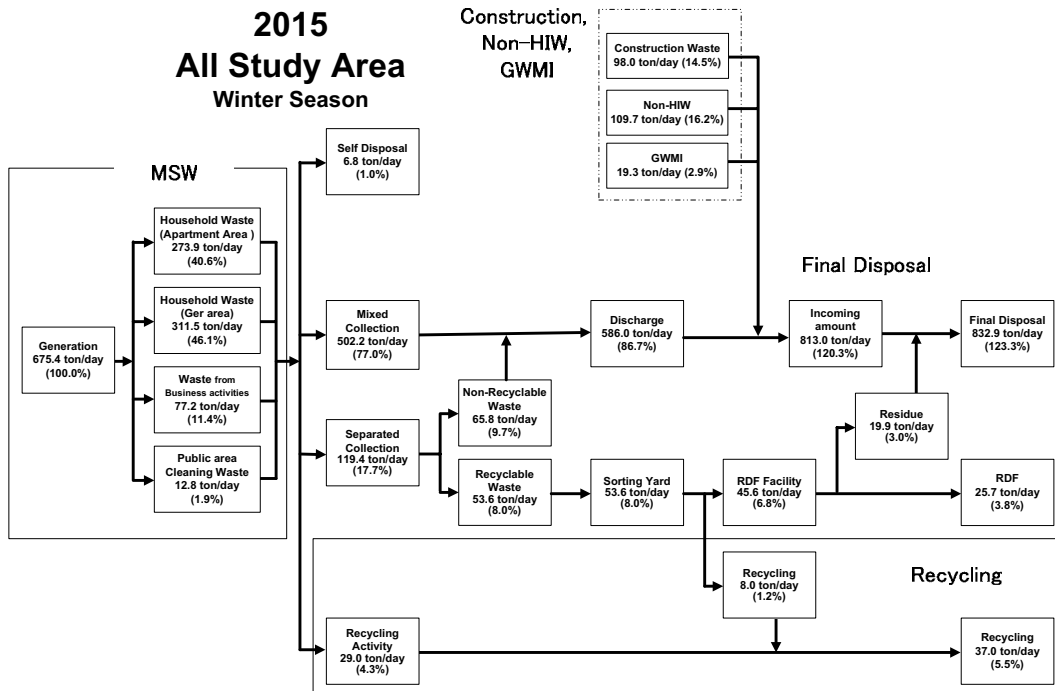 2015
All Study Area
Winter Season
Construction,
Non-HIW,
GWMI
Construction Waste
98.0 ton/day (14.5%)
Non-HIW
109.7 ton/day (16.2%)
GWMI
19.3 ton/day (2.9%)
MSW
Generation
675.4 ton/day
(100.0%)
Household Waste
(Apartment Area )
273.9 ton/day
(40.6%)
Household Waste
(Ger area)
311.5 ton/day
(46.1%)
Waste from
Business activities
77.2 ton/day
(11.4%)
Public area
Cleaning Waste
12.8 ton/day
(1.9%)
Self Disposal
6.8 ton/day
(1.0%)
Mixed
Collection
502.2 ton/day
(77.0%)
Separated
Collection
119.4 ton/day
(17.7%)
Non-Recyclable
Waste
65.8 ton/day
(9.7%)
Recyclable
Waste
53.6 ton/day
(8.0%)
Discharge
586.0 ton/day
(86.7%)
Sorting Yard
53.6 ton/day
(8.0%)
Final Disposal
Incoming
amount
813.0 ton/day
(120.3%)
Final Disposal
832.9 ton/day
(123.3%)
Residue
19.9 ton/day
(3.0%)
RDF Facility
45.6 ton/day
(6.8%)
RDF
25.7 ton/day
(3.8%)
Recycling
Recycling
8.0 ton/day
(1.2%)
Recycling
Activity
29.0 ton/day
(4.3%)
Recycling
37.0 ton/day
(5.5%)